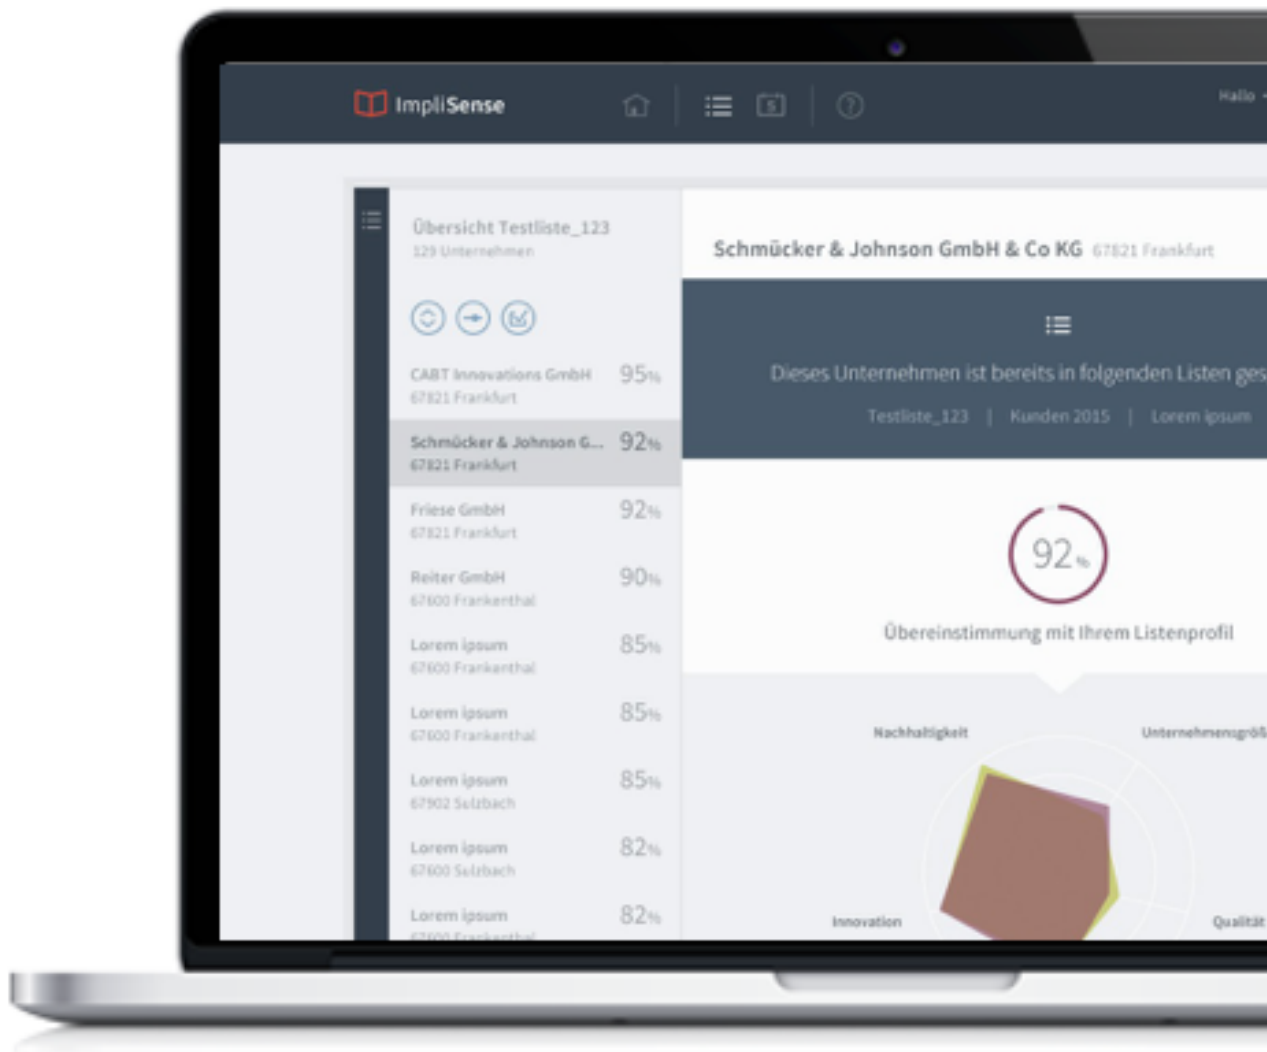 ImpliSense
Hallo
Übersicht Testliste_123
129 Unternehmen
CABT Innovations GmbH 95%
67821 Frankfurt
Schmücker & Johnson G... 92%
67821 Frankfurt
Friese GmbH 92%
67821 Frankfurt
Reiter GmbH 90%
67600 Frankenthal
Lorem ipsum 85%
67600 Frankenthal
Lorem ipsum 85%
67600 Frankenthal
Lorem ipsum 85%
67902 Sulzbach
Lorem ipsum 82%
67600 Sulzbach
Lorem ipsum 82%
67600 Frankenthal
Schmücker & Johnson GmbH & Co KG 67821 Frankfurt
Dieses Unternehmen ist bereits in folgenden Listen ges
Testliste_123 | Kunden 2015 | Lorem ipsum
92%
Übereinstimmung mit Ihrem Listenprofil
Nachhaltigkeit
Unternehmensgröß
Innovation
Qualität